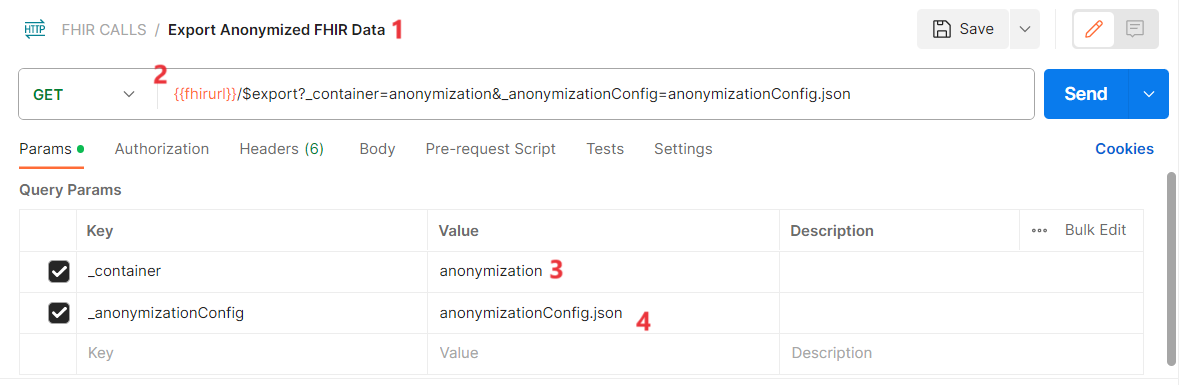 HTTP FHIR CALLS / Export Anonymized FHIR Data 1 Save
GET 2 {{fhirurl}}/$export?_container=anonymization&_anonymizationConfig=anonymizationConfig.json Send
Params Authorization Headers (6) Body Pre-request Script Tests Settings Cookies
Query Params
Key Value Description Bulk Edit
_container anonymization 3
_anonymizationConfig anonymizationConfig.json 4
Key Value Description